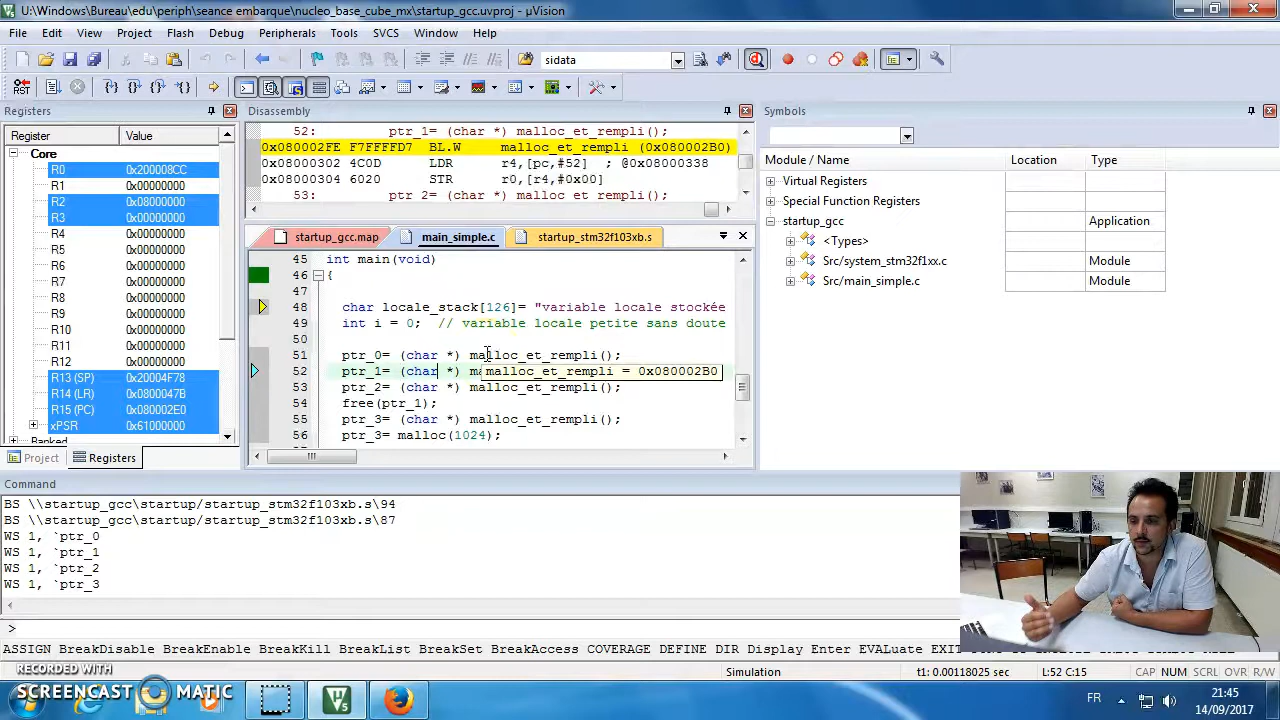 U:\Windows\Bureau\edu\periph\seance embarque\nucleo_base_cube_mx\startup_gcc.uvproj - µVision
File Edit View Project Flash Debug Peripherals Tools SVCS Window Help
sidata
RST
Registers
Register Value
Core
R0 0x200008CC
R1 0x00000000
R2 0x08000000
R3 0x00000000
R4 0x00000000
R5 0x00000000
R6 0x00000000
R7 0x00000000
R8 0x00000000
R9 0x00000000
R10 0x00000000
R11 0x00000000
R12 0x00000000
R13 (SP) 0x20004F78
R14 (LR) 0x0800047B
R15 (PC) 0x080002E0
xPSR 0x61000000
Banked
Project Registers
Disassembly
52: ptr_1= (char *) malloc_et_rempli();
0x080002FE F7FFFFD7 BL.W malloc_et_rempli (0x080002B0)
0x08000302 4C0D LDR r4,[pc,#52] ; @0x08000338
0x08000304 6020 STR r0,[r4,#0x00]
53: ptr_2= (char *) malloc_et_rempli();
startup_gcc.map main_simple.c startup_stm32f103xb.s
45 int main(void)
46 {
47
48 char locale_stack[126]= "variable locale stockée
49 int i = 0; // variable locale petite sans doute
50
51 ptr_0= (char *) malloc_et_rempli();
52 ptr_1= (char *) ma
malloc_et_rempli = 0x080002B0
53 ptr_2= (char *) malloc_et_rempli();
54 free(ptr_1);
55 ptr_3= (char *) malloc_et_rempli();
56 ptr_3= malloc(1024);
Symbols
Module / Name Location Type
Virtual Registers
Special Function Registers
startup_gcc Application
<Types>
Src/system_stm32f1xx.c Module
Src/main_simple.c Module
Command
BS \\startup_gcc\startup/startup_stm32f103xb.s\94
BS \\startup_gcc\startup/startup_stm32f103xb.s\87
WS 1, `ptr_0
WS 1, `ptr_1
WS 1, `ptr_2
WS 1, `ptr_3
>
ASSIGN BreakDisable BreakEnable BreakKill BreakList BreakSet BreakAccess COVERAGE DEFINE DIR Display Enter EVALuate EXIT
Simulation t1: 0.00118025 sec L:52 C:15 CAP NUM SCRL OVR R/W
RECORDED WITH
SCREENCAST MATIC
FR
21:45
14/09/2017